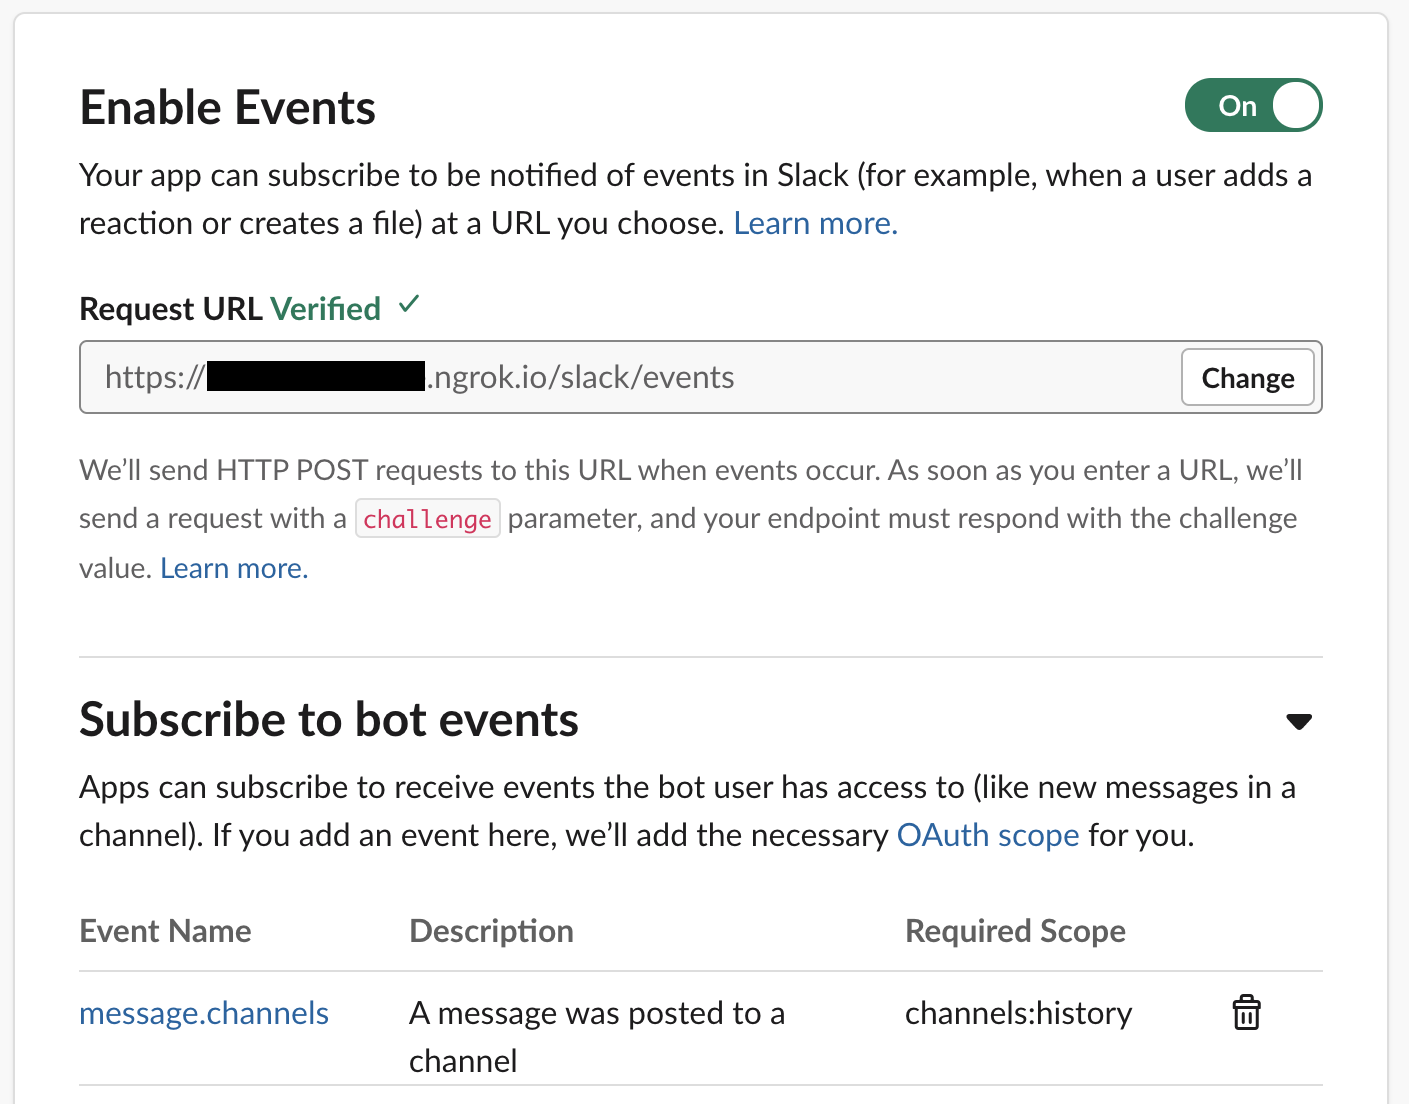 Enable Events
On
Your app can subscribe to be notified of events in Slack (for example, when a user adds a
reaction or creates a file) at a URL you choose. Learn more.
Request URL Verified ✓
https://.ngrok.io/slack/events
Change
We’ll send HTTP POST requests to this URL when events occur. As soon as you enter a URL, we’ll
send a request with a challenge parameter, and your endpoint must respond with the challenge
value. Learn more.
Subscribe to bot events
Apps can subscribe to receive events the bot user has access to (like new messages in a
channel). If you add an event here, we’ll add the necessary OAuth scope for you.
Event Name Description Required Scope
message.channels A message was posted to a channels:history
channel